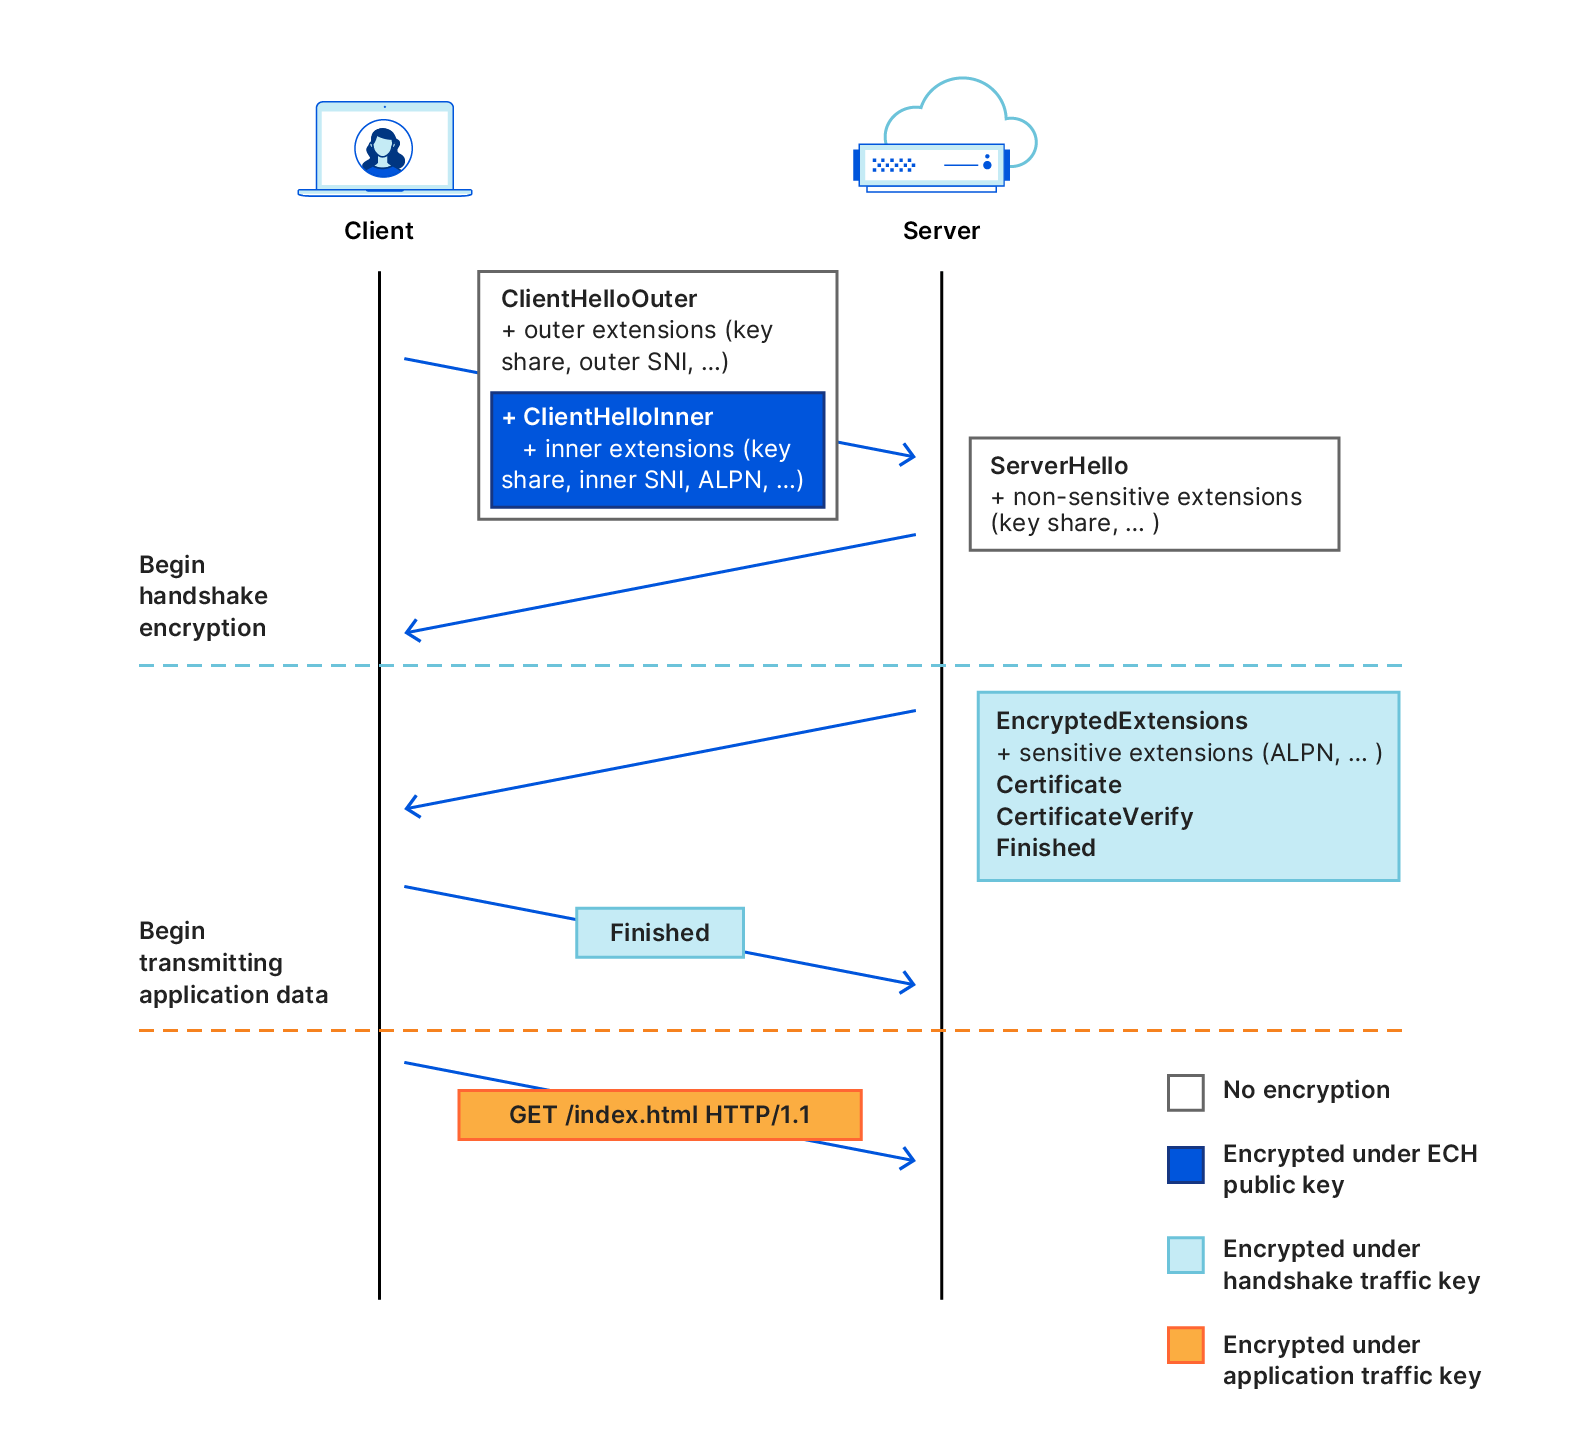 Client
Server
ClientHelloOuter
+ outer extensions (key
share, outer SNI, ...)
+ ClientHelloInner
+ inner extensions (key
share, inner SNI, ALPN, ...)
ServerHello
+ non-sensitive extensions
(key share, ... )
Begin
handshake
encryption
EncryptedExtensions
+ sensitive extensions (ALPN, ... )
Certificate
CertificateVerify
Finished
Finished
Begin
transmitting
application data
GET /index.html HTTP/1.1
No encryption
Encrypted under ECH
public key
Encrypted under
handshake traffic key
Encrypted under
application traffic key